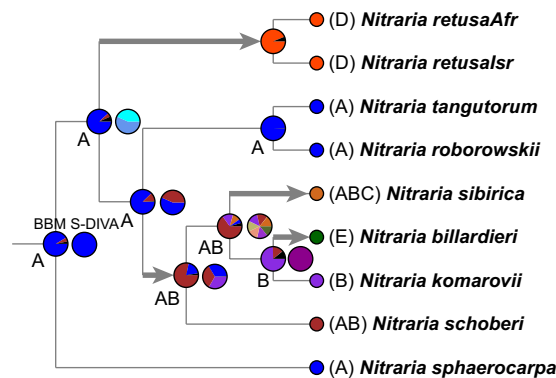 (D) Nitraria retusaAfr
(D) Nitraria retusaIsr
(A) Nitraria tangutorum
A
A
(A) Nitraria roborowskii
(ABC) Nitraria sibirica
BBM S-DIVA
A
(E) Nitraria billardieri
AB
A
B
(B) Nitraria komarovii
AB
(AB) Nitraria schoberi
(A) Nitraria sphaerocarpa